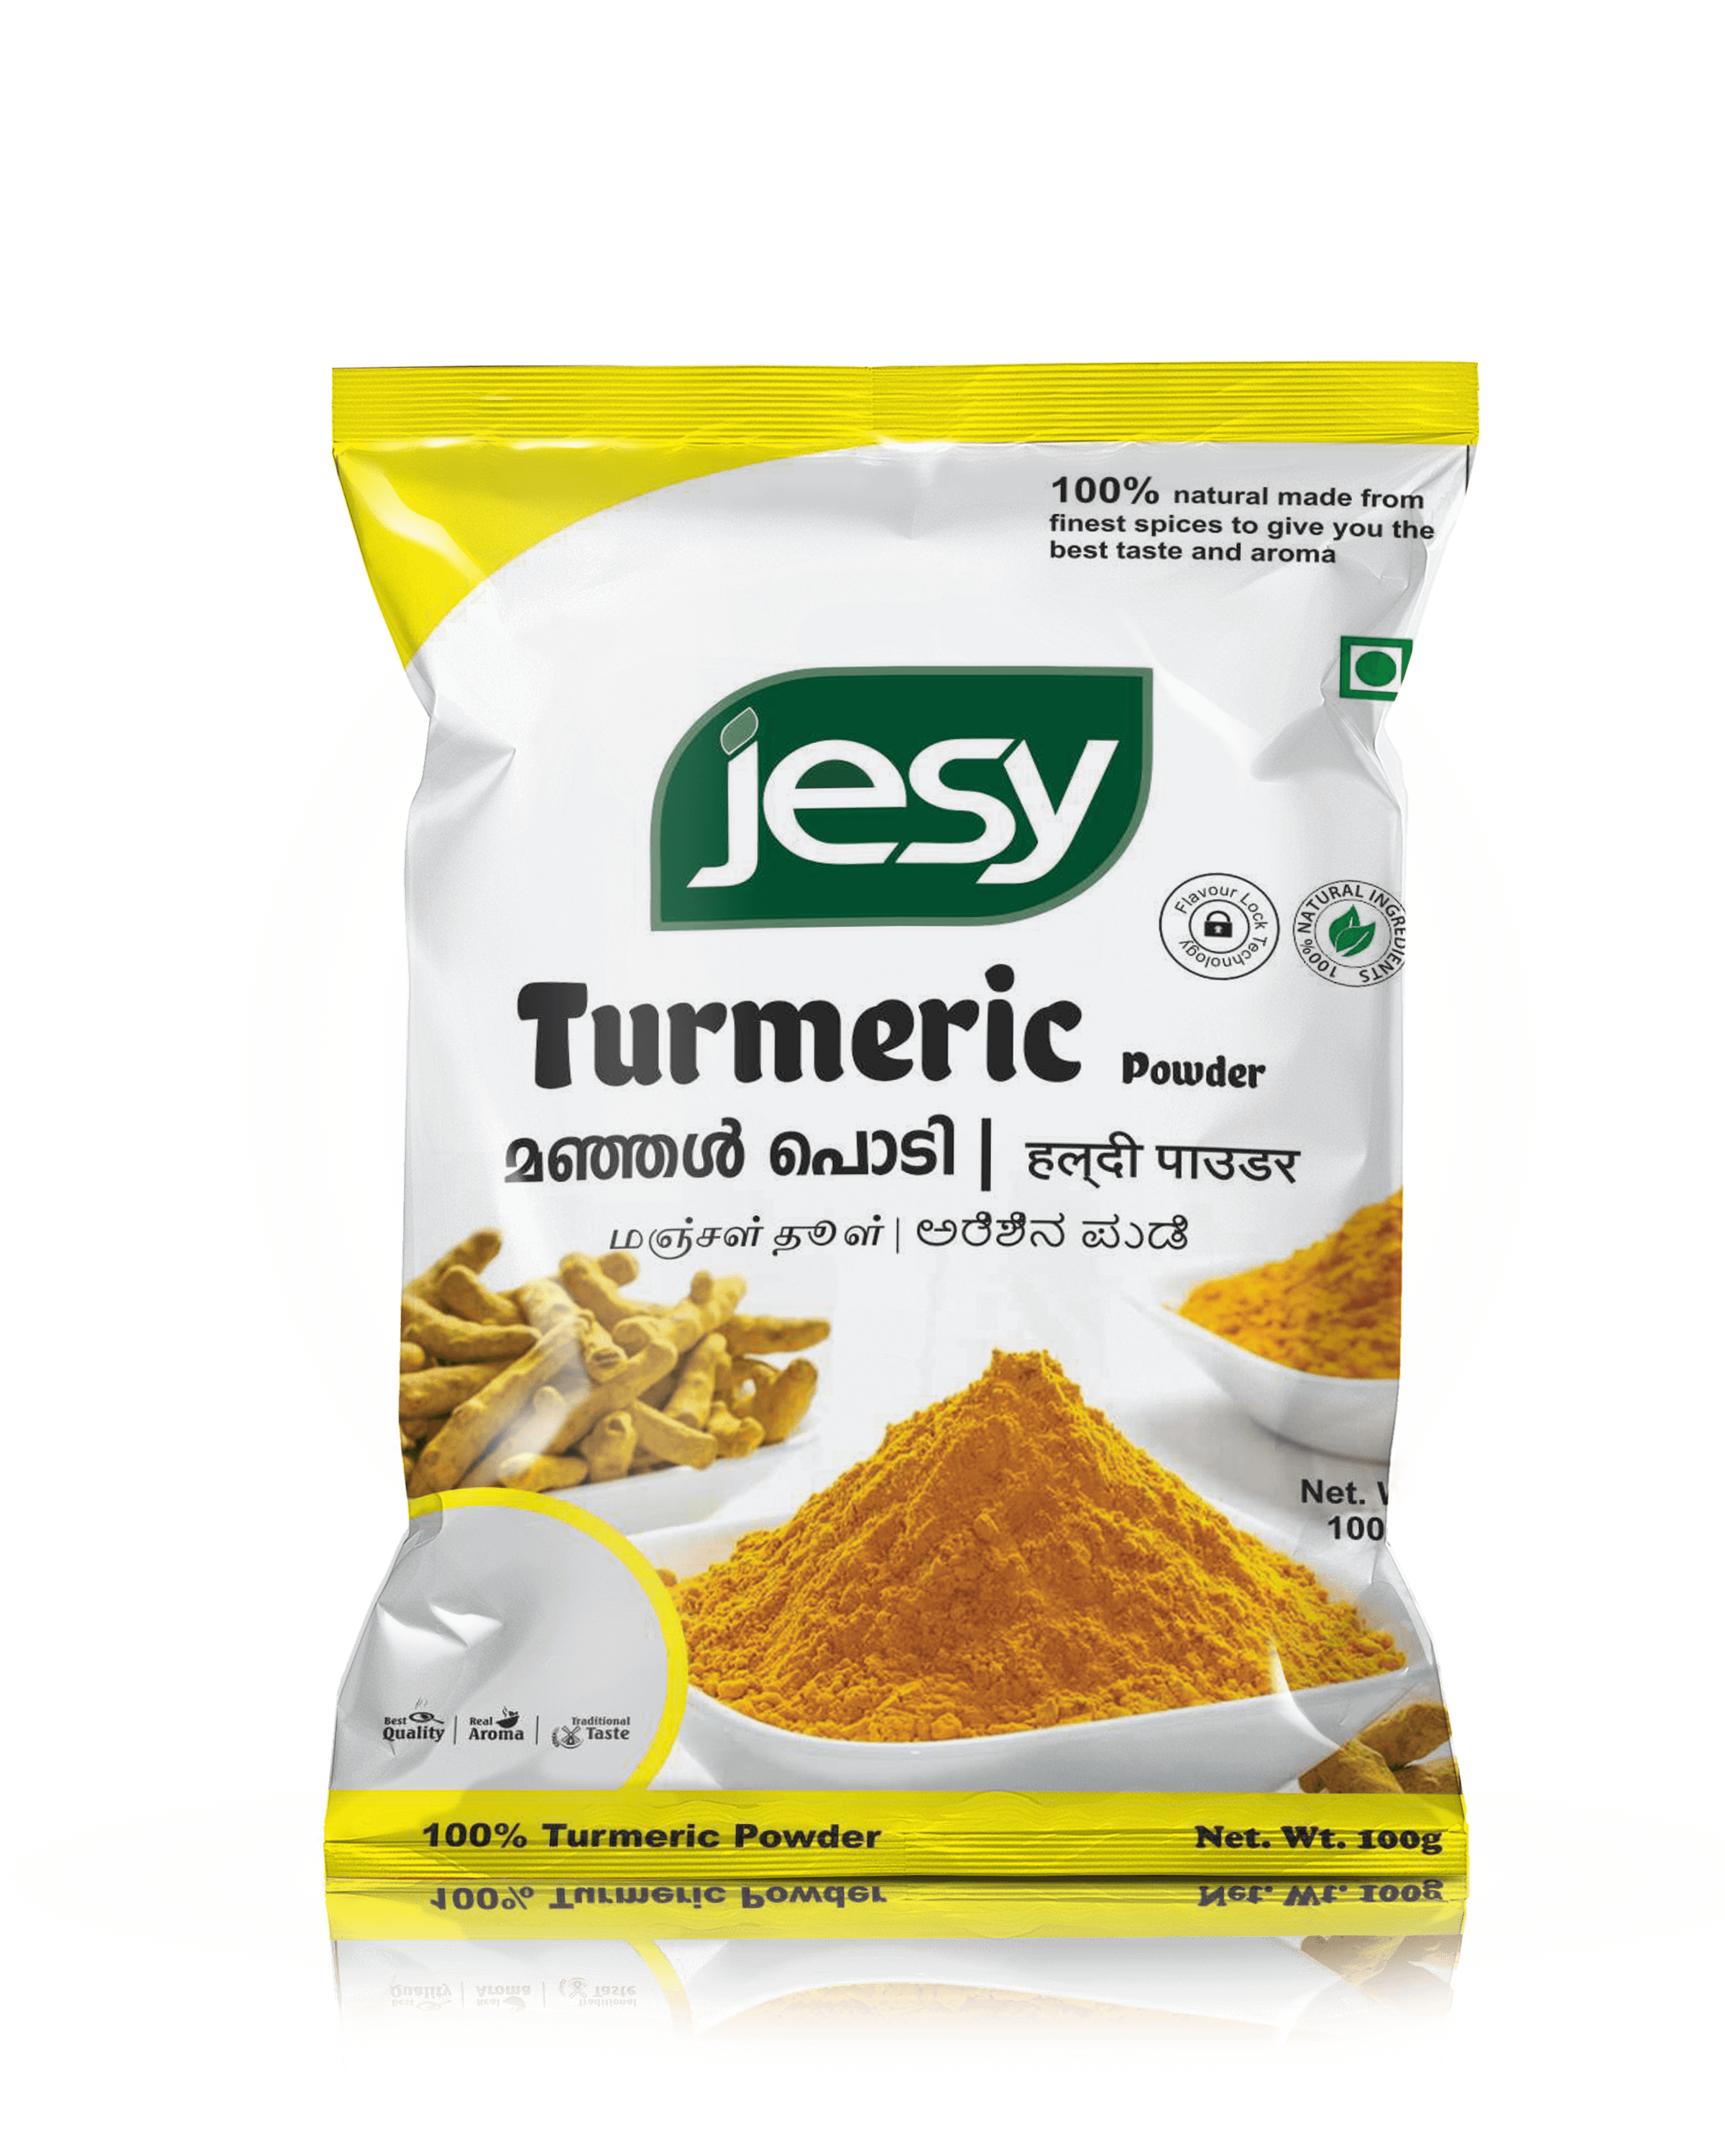 100% natural made from
finest spices to give you the
best taste and aroma
jesy
Flavour Lock Technology
100% NATURAL INGREDIENTS
Turmeric Powder
മഞ്ഞൾ പൊടി | हल्‌दी पाउडर
மஞ்சள் தூள் | ಅರಿಶಿನ ಪುಡಿ
Net.
100
Best Quality | Real Aroma | Traditional Taste
100% Turmeric Powder
Net. Wt. 100g